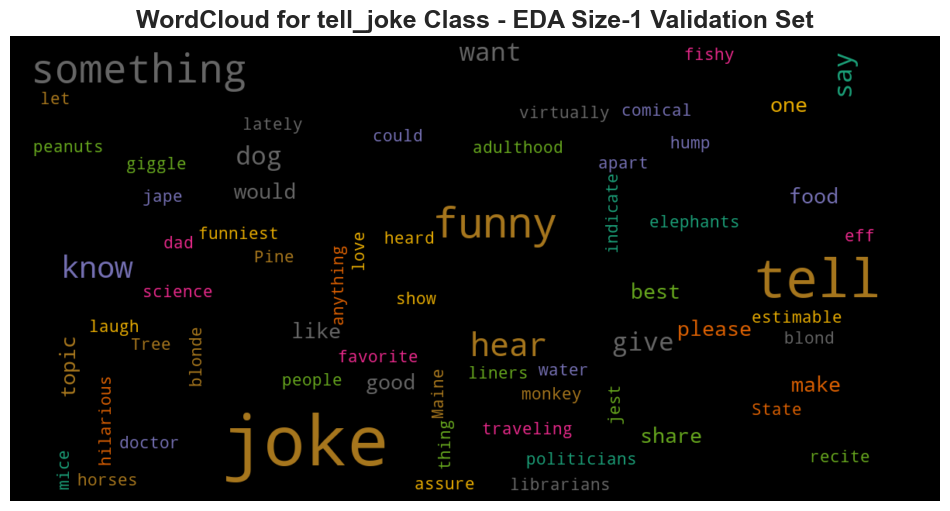 WordCloud for tell_joke Class - EDA Size-1 Validation Set
something
want
fishy
say
let
one
virtually
comical
lately
could
peanuts
giggle
dog
adulthood
hump
apart
jape
would
indicate
food
funny
elephants
dad
funniest
heard
love
eff
know
Pine
anything
tell
science
show
best
laugh
Tree
blonde
like
hear
give
please
estimable
blond
topic
favorite
people
good
liners
water
make
hilarious
Maine
monkey
jest
State
joke
doctor
thing
traveling
share
mice
horses
politicians
recite
assure
librarians